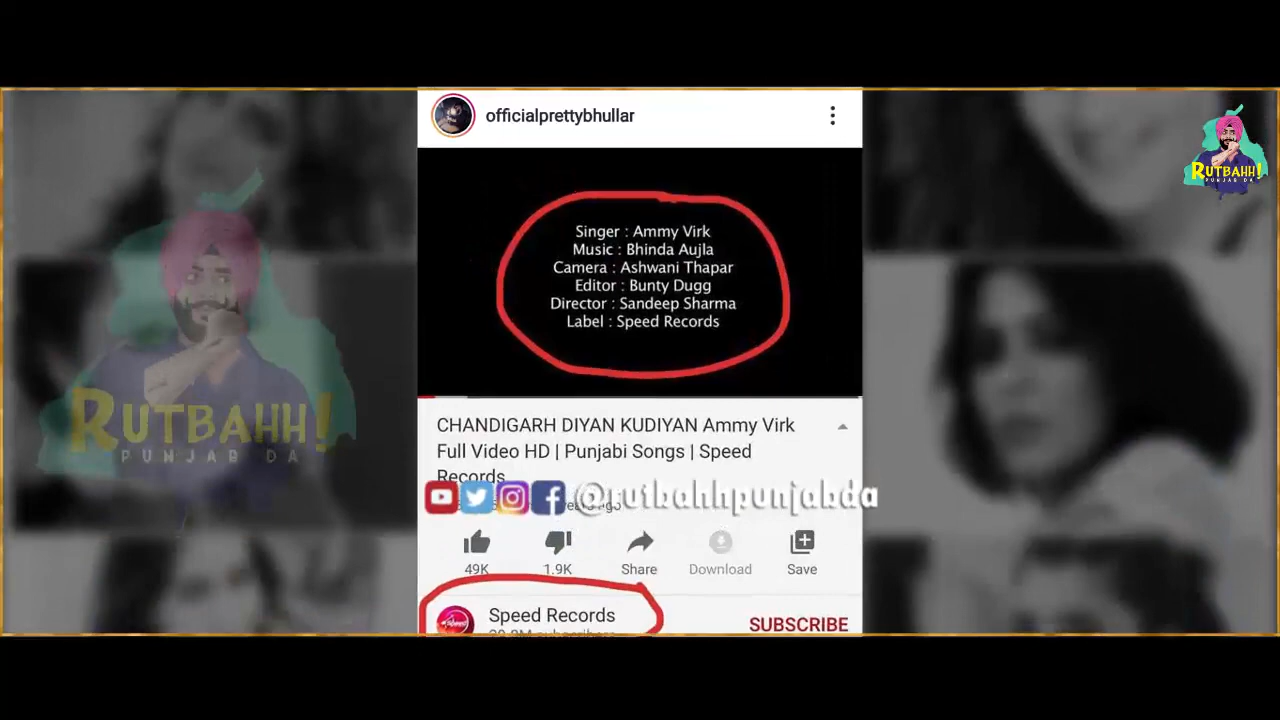 officialprettybhullar
RUTBAHH!
PUNJAB DA
Singer : Ammy Virk
Music : Bhinda Aujla
Camera : Ashwani Thapar
Editor : Bunty Dugg
Director : Sandeep Sharma
Label : Speed Records
CHANDIGARH DIYAN KUDIYAN Ammy Virk
Full Video HD | Punjabi Songs | Speed
Records
RUTBAHH!
PUNJAB DA
@rutbahhpunjabda
years ago
49K
1.9K
Share
Download
Save
Speed Records
SUBSCRIBE